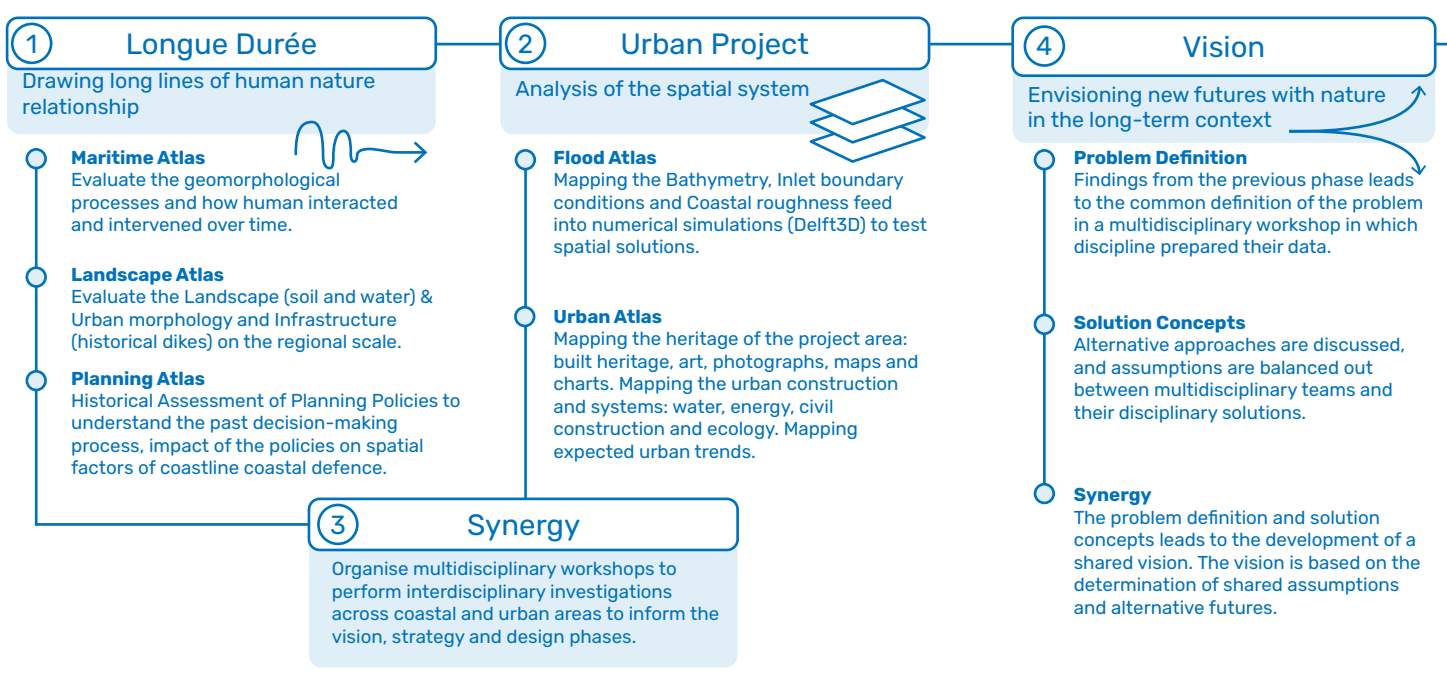 1
Longue Durée
Drawing long lines of human nature
relationship
Maritime Atlas
Evaluate the geomorphological
processes and how human interacted
and intervened over time.
Landscape Atlas
Evaluate the Landscape (soil and water) &
Urban morphology and Infrastructure
(historical dikes) on the regional scale.
Planning Atlas
Historical Assessment of Planning Policies to
understand the past decision-making
process, impact of the policies on spatial
factors of coastline coastal defence.
2
Urban Project
Analysis of the spatial system
Flood Atlas
Mapping the Bathymetry, Inlet boundary
conditions and Coastal roughness feed
into numerical simulations (Delft3D) to test
spatial solutions.
Urban Atlas
Mapping the heritage of the project area:
built heritage, art, photographs, maps and
charts. Mapping the urban construction
and systems: water, energy, civil
construction and ecology. Mapping
expected urban trends.
3
Synergy
Organise multidisciplinary workshops to
perform interdisciplinary investigations
across coastal and urban areas to inform the
vision, strategy and design phases.
4
Vision
Envisioning new futures with nature
in the long-term context
Problem Definition
Findings from the previous phase leads
to the common definition of the problem
in a multidisciplinary workshop in which
discipline prepared their data.
Solution Concepts
Alternative approaches are discussed,
and assumptions are balanced out
between multidisciplinary teams and
their disciplinary solutions.
Synergy
The problem definition and solution
concepts leads to the development of a
shared vision. The vision is based on the
determination of shared assumptions
and alternative futures.